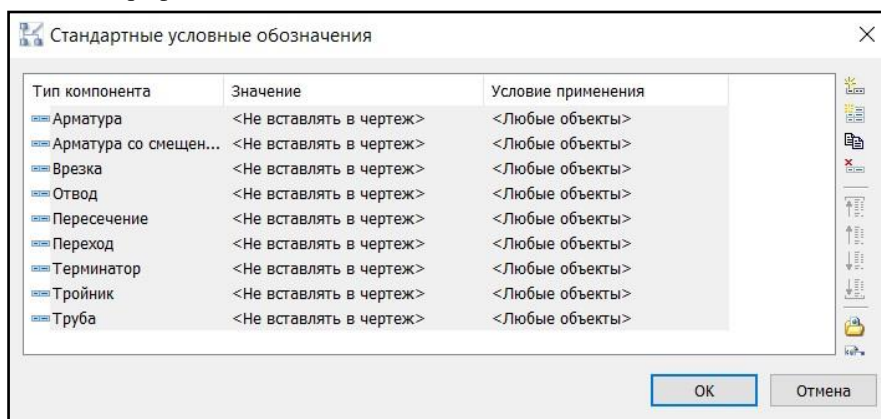 Стандартные условные обозначения
Тип компонента Значение Условие применения
Арматура <Не вставлять в чертеж> <Любые объекты>
Арматура со смещен... <Не вставлять в чертеж> <Любые объекты>
Врезка <Не вставлять в чертеж> <Любые объекты>
Отвод <Не вставлять в чертеж> <Любые объекты>
Пересечение <Не вставлять в чертеж> <Любые объекты>
Переход <Не вставлять в чертеж> <Любые объекты>
Терминатор <Не вставлять в чертеж> <Любые объекты>
Тройник <Не вставлять в чертеж> <Любые объекты>
Труба <Не вставлять в чертеж> <Любые объекты>
ОК Отмена